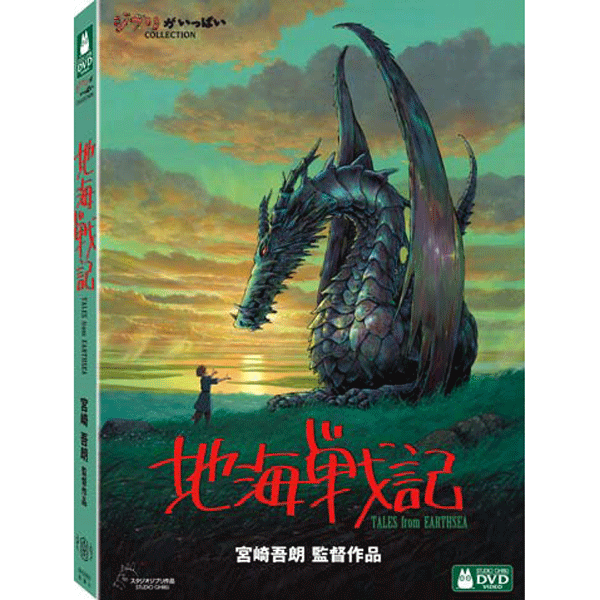 ジブリがいっぱい
COLLECTION
地海戦記
TALES from EARTHSEA
宮崎吾朗 監督作品
スタジオジブリ作品
STUDIO GHIBLI
STUDIO GHIBLI
DVD
VIDEO
DVD
地海戦記
TALES from EARTHSEA
宮崎吾朗 監督作品